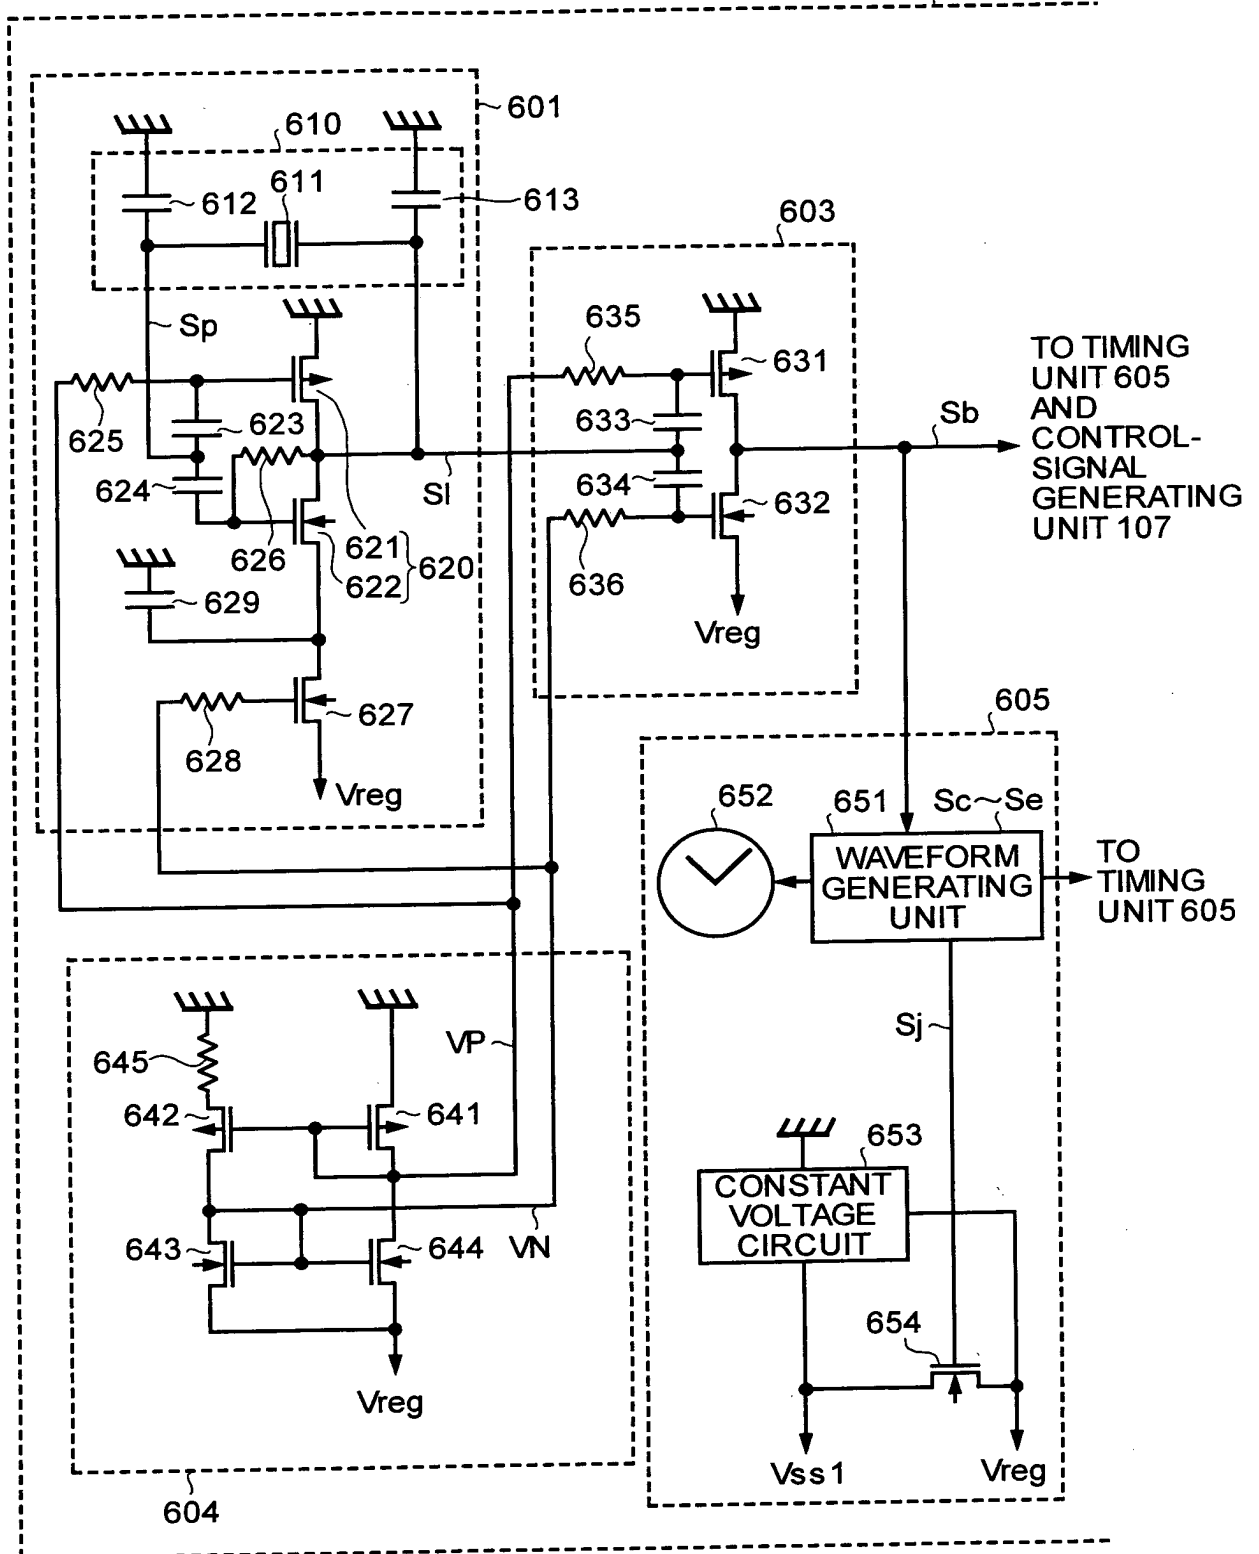 601
610
611
612
613
Sp
603
635
631
625
623
633
Sb
TO TIMING
UNIT 605
AND
CONTROL-
SIGNAL
GENERATING
UNIT 107
624
SI
634
632
626
621
622
620
636
629
Vreg
627
628
Vreg
605
652
651
Sc~Se
WAVEFORM
GENERATING
UNIT
TO
TIMING
UNIT 605
Sj
VP
645
642
641
653
CONSTANT
VOLTAGE
CIRCUIT
643
644
VN
654
Vreg
Vss1
Vreg
604